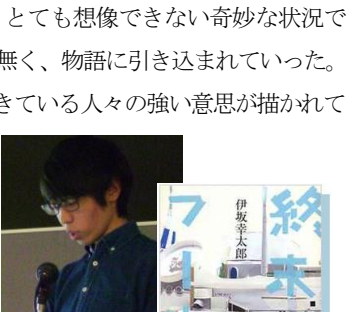 とても想像できない奇妙な状況で
無く、物語に引き込まれていった。
きている人々の強い意思が描かれて
終末
フー
伊坂幸太郎